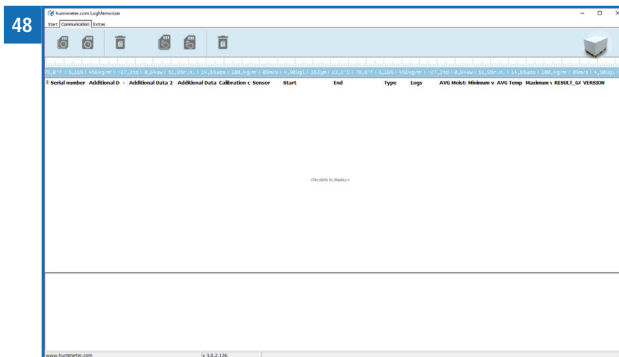 48
humimeter.com LogMemorizer
Start Communication Extras
Serial number Additional D Additional Data 2 Additional Data Calibration c Sensor Start End Type Logs AVG Moist Minimum v AVG Temp Maximum v RESULT_G VERSION
<No data to display>
www.humimeter.com v 3.0.2.126